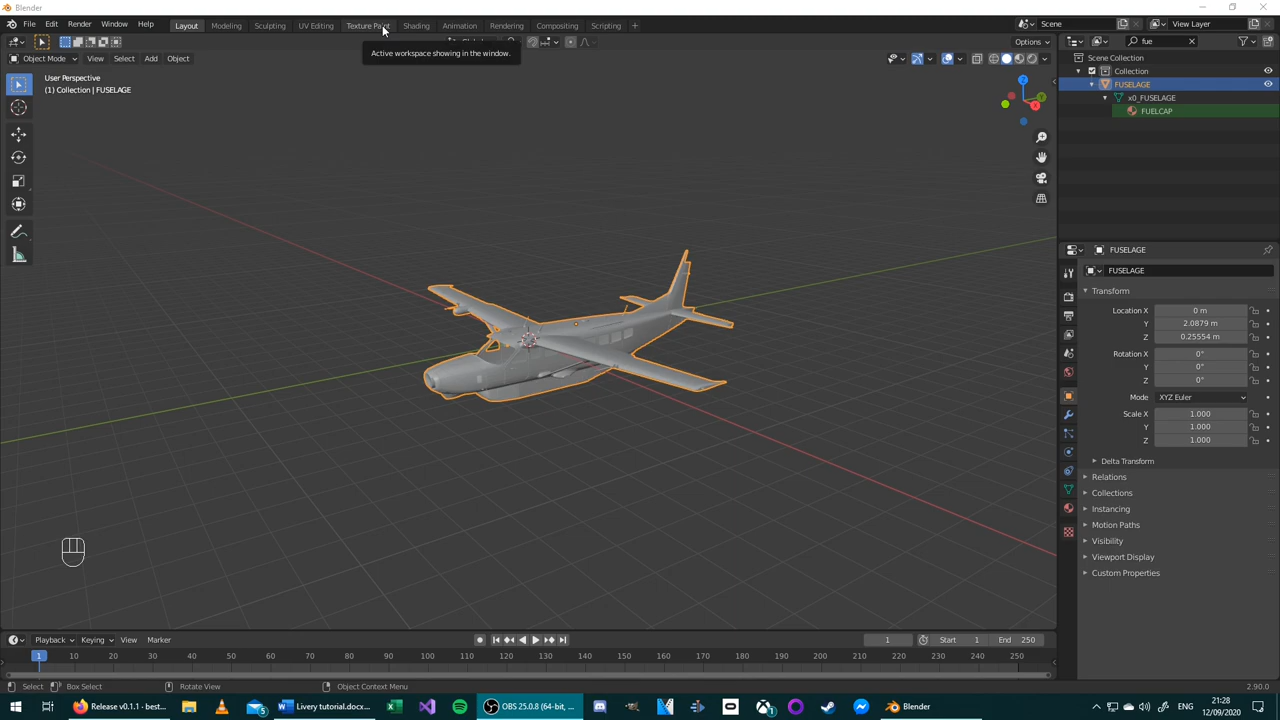 Blender
File Edit Render Window Help Layout Modeling Sculpting UV Editing Texture Paint Shading Animation Rendering Compositing Scripting + Scene View Layer
Active workspace showing in the window.
Options fue
Object Mode View Select Add Object
User Perspective
(1) Collection | FUSELAGE
Scene Collection
Collection
FUSELAGE
x0_FUSELAGE
FUELCAP
X
Y
Z
FUSELAGE
FUSELAGE
Transform
Location X 0 m
Y 2.0879 m
Z 0.25554 m
Rotation X 0°
Y 0°
Z 0°
Mode XYZ Euler
Scale X 1.000
Y 1.000
Z 1.000
Delta Transform
Relations
Collections
Instancing
Motion Paths
Visibility
Viewport Display
Custom Properties
Playback Keying View Marker 1 Start 1 End 250
1 10 20 30 40 50 60 70 80 90 100 110 120 130 140 150 160 170 180 190 200 210 220 230 240 250
Select Box Select Rotate View Object Context Menu 2.90.0
Release v0.1.1 - best... 5 Livery tutorial.docx... OBS 25.0.8 (64-bit, ... 1 Blender
21:28
12/09/2020